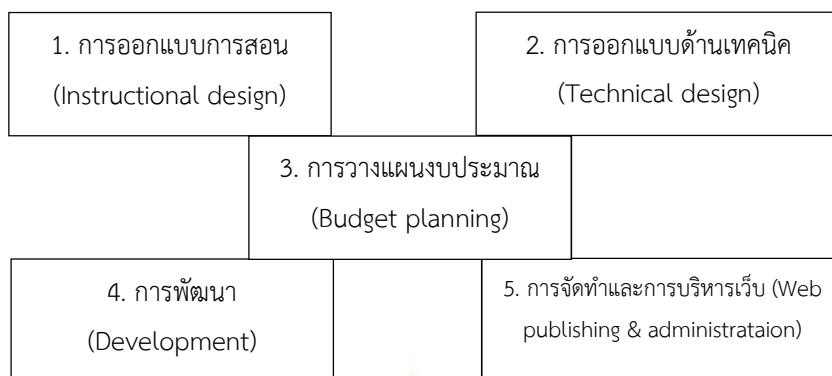 1. การออกแบบการสอน
(Instructional design)
2. การออกแบบด้านเทคนิค
(Technical design)
3. การวางแผนงบประมาณ
(Budget planning)
4. การพัฒนา
(Development)
5. การจัดทำและการบริหารเว็บ (Web
publishing & administrataion)